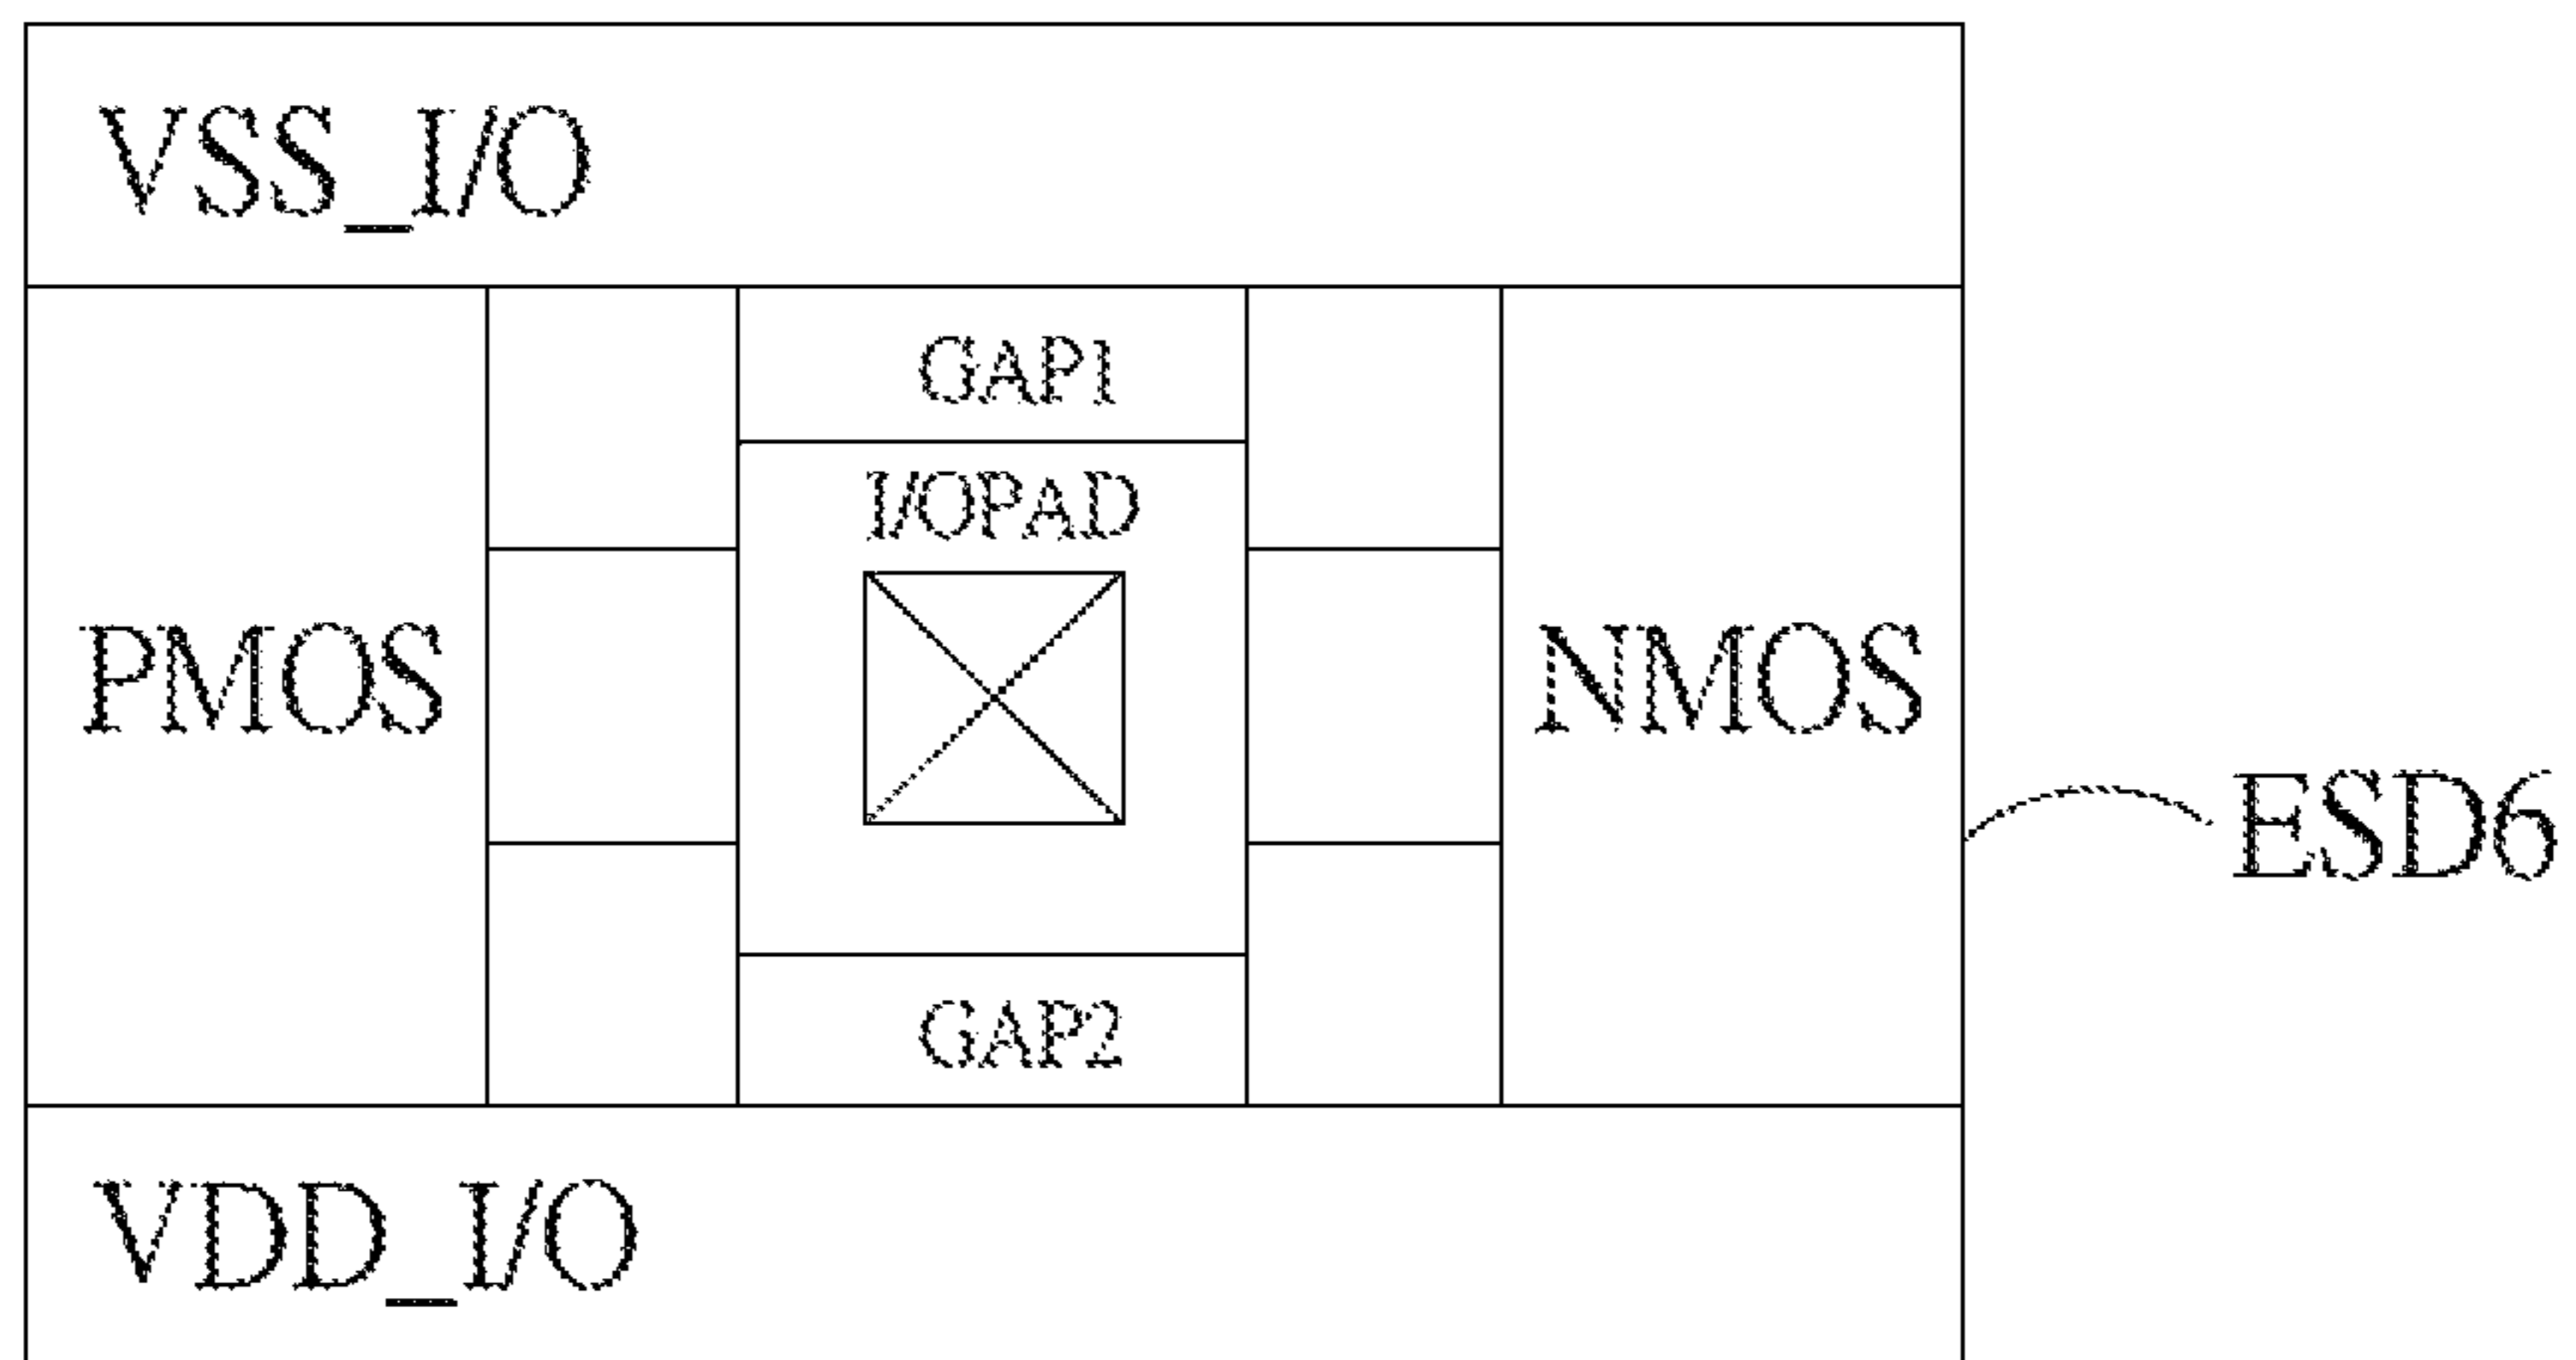 VSS_I/O
GAP1
I/OPAD
PMOS
NMOS
ESD6
GAP2
VDD_I/O